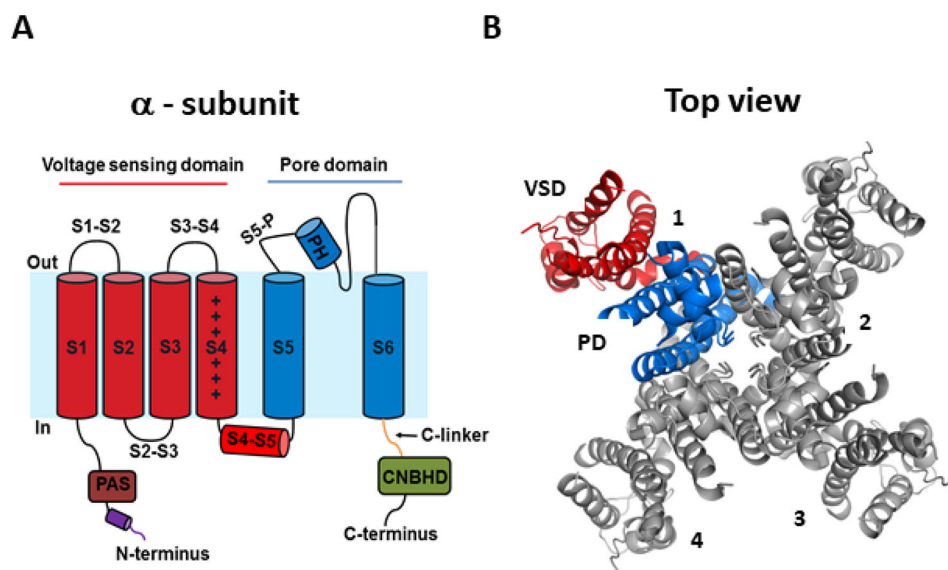 A
B
α - subunit
Top view
Voltage sensing domain
Pore domain
VSD
1
S1-S2
S3-S4
S5-P
PH
Out
S1
S2
S3
S4
S5
S6
+
+
+
+
+
+
+
PD
2
In
S2-S3
S4-S5
C-linker
PAS
CNBHD
N-terminus
C-terminus
3
4